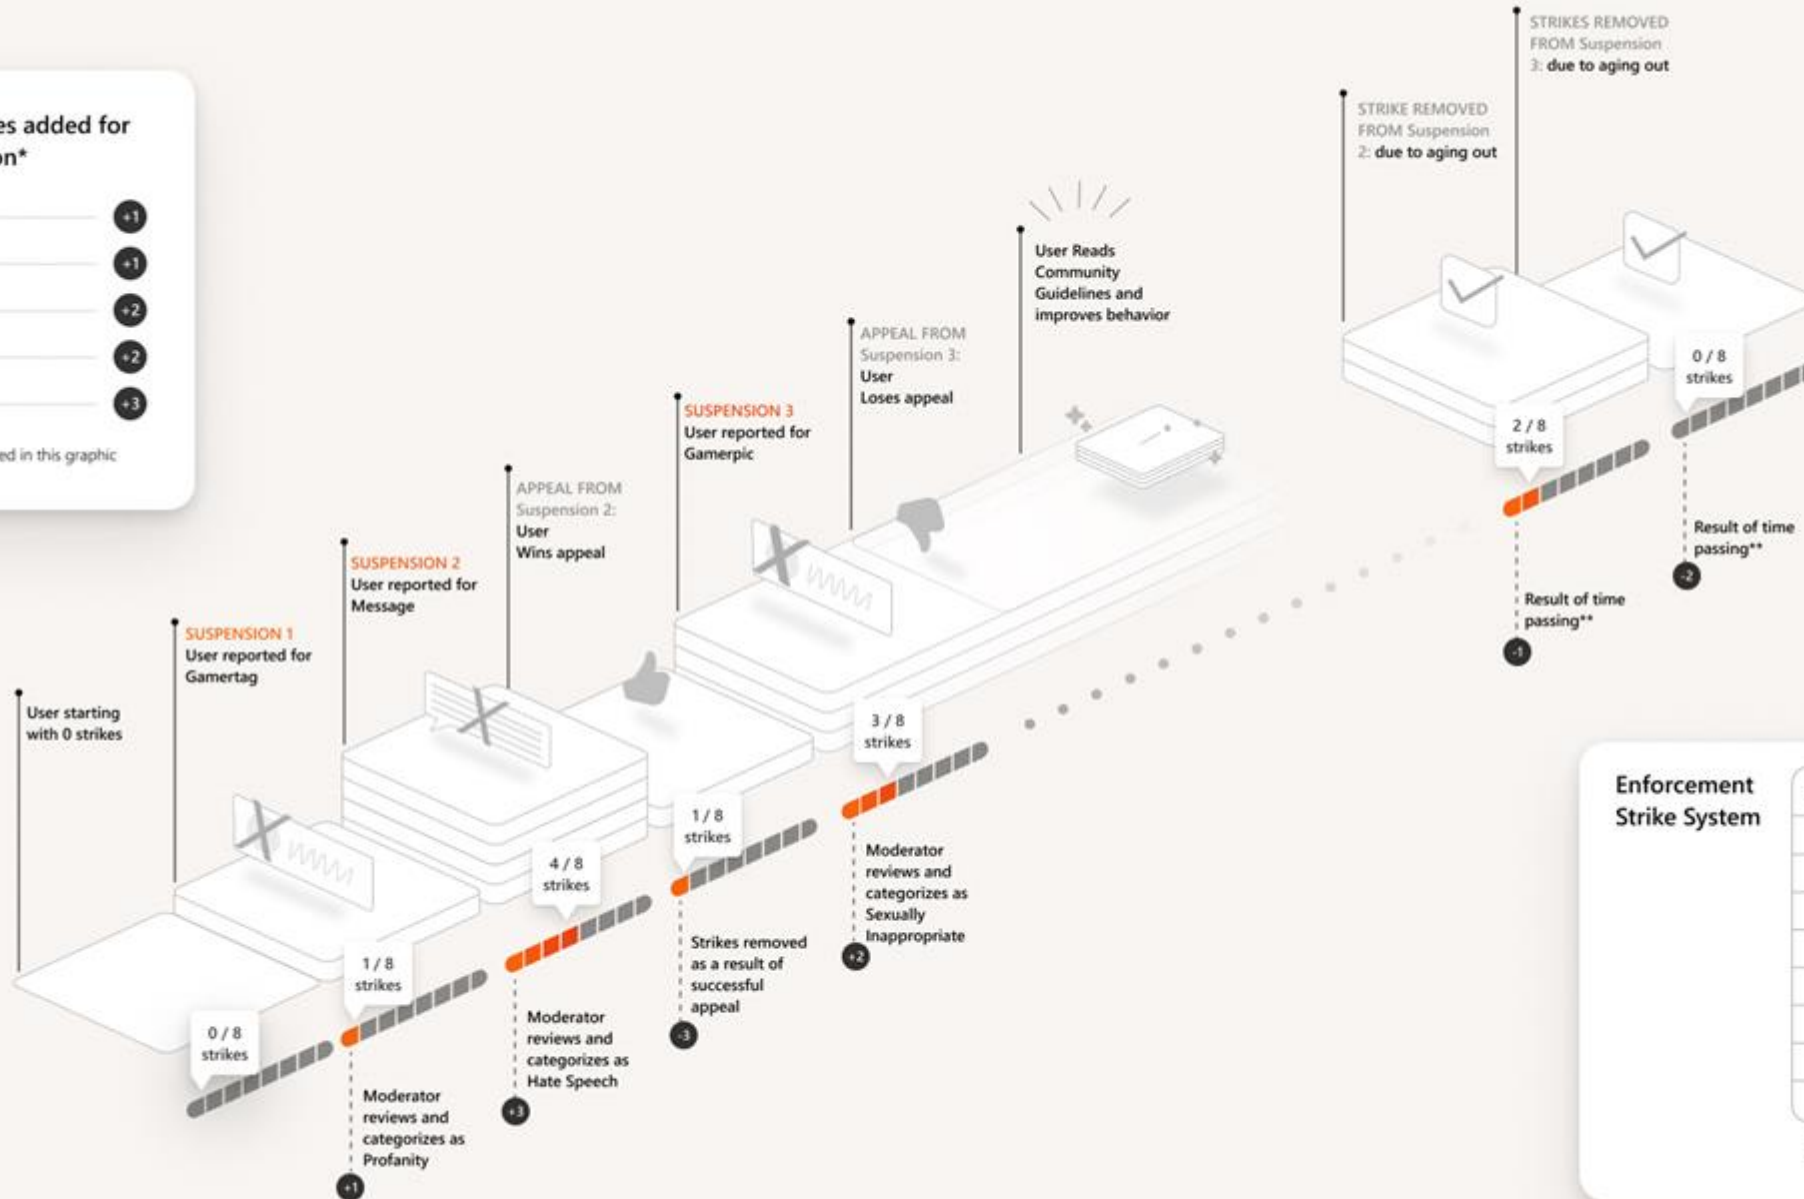 es added for
on*
+1
+1
+2
+2
+3
ed in this graphic
User starting
with 0 strikes
0 / 8
strikes
SUSPENSION 1
User reported for
Gamertag
1 / 8
strikes
Moderator
reviews and
categorizes as
Profanity
+1
SUSPENSION 2
User reported for
Message
4 / 8
strikes
Moderator
reviews and
categorizes as
Hate Speech
+3
APPEAL FROM
Suspension 2:
User
Wins appeal
1 / 8
strikes
Strikes removed
as a result of
successful
appeal
-3
SUSPENSION 3
User reported for
Gamerpic
3 / 8
strikes
Moderator
reviews and
categorizes as
Sexually
Inappropriate
+2
APPEAL FROM
Suspension 3:
User
Loses appeal
User Reads
Community
Guidelines and
improves behavior
STRIKE REMOVED
FROM Suspension
2: due to aging out
2 / 8
strikes
Result of time
passing**
-1
STRIKES REMOVED
FROM Suspension
3: due to aging out
0 / 8
strikes
Result of time
passing**
-2
Enforcement
Strike System